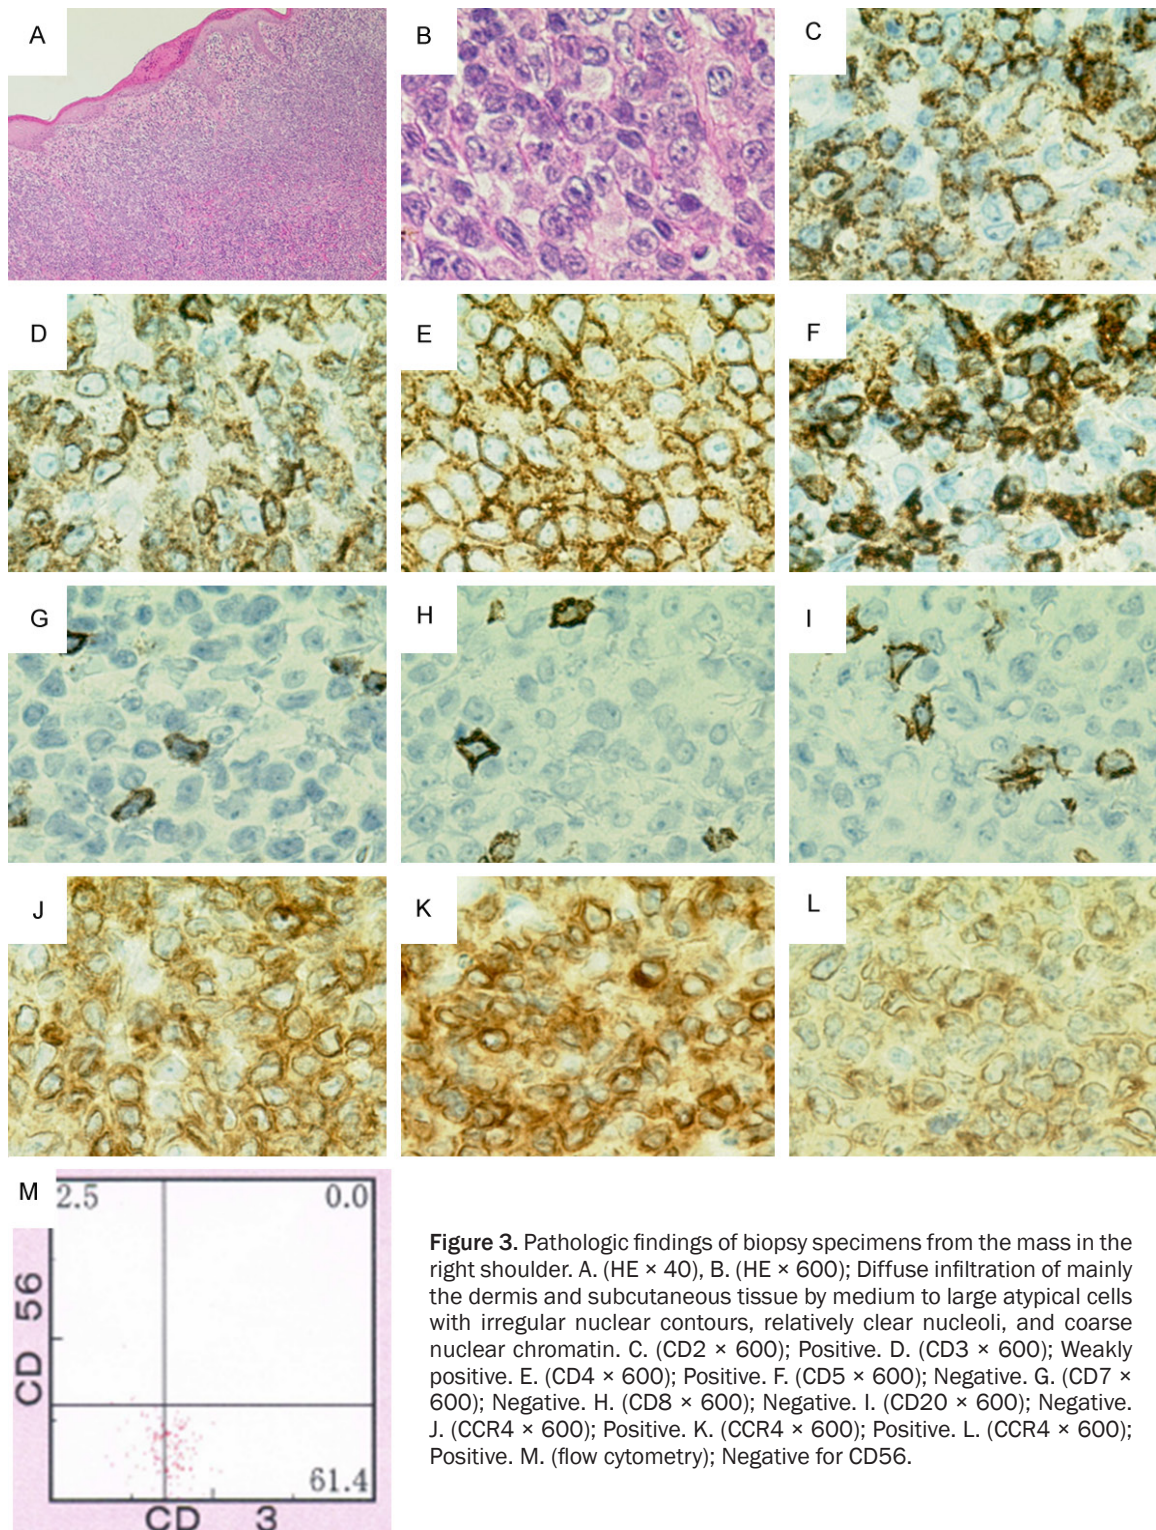 A
B
C
D
E
F
G
H
I
J
K
L
M
2.5
0.0
61.4
CD 56
CD 3
Figure 3. Pathologic findings of biopsy specimens from the mass in the
right shoulder. A. (HE × 40), B. (HE × 600); Diffuse infiltration of mainly
the dermis and subcutaneous tissue by medium to large atypical cells
with irregular nuclear contours, relatively clear nucleoli, and coarse
nuclear chromatin. C. (CD2 × 600); Positive. D. (CD3 × 600); Weakly
positive. E. (CD4 × 600); Positive. F. (CD5 × 600); Negative. G. (CD7 ×
600); Negative. H. (CD8 × 600); Negative. I. (CD20 × 600); Negative.
J. (CCR4 × 600); Positive. K. (CCR4 × 600); Positive. L. (CCR4 × 600);
Positive. M. (flow cytometry); Negative for CD56.